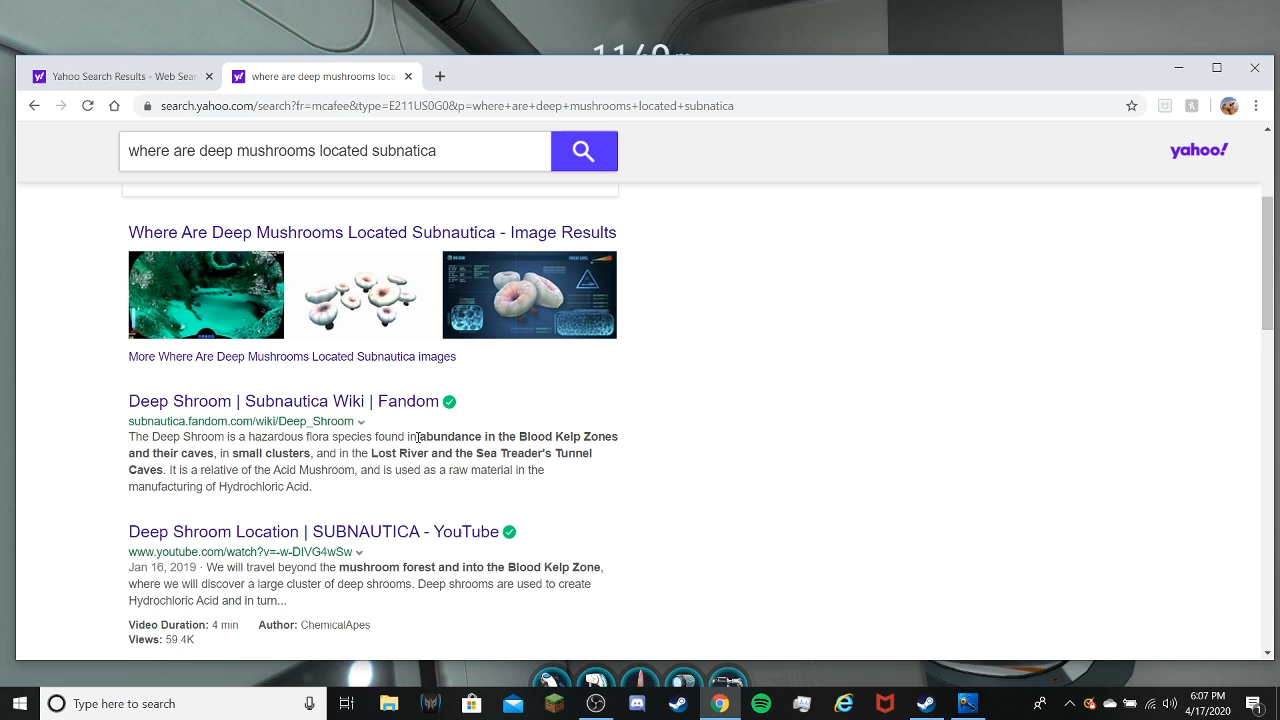 1140 m
Yahoo Search Results - Web Sear
where are deep mushrooms loca
search.yahoo.com/search?fr=mcafee&type=E211US0G0&p=where+are+deep+mushrooms+located+subnatica
where are deep mushrooms located subnatica
yahoo!
Where Are Deep Mushrooms Located Subnautica - Image Results
More Where Are Deep Mushrooms Located Subnautica images
Deep Shroom | Subnautica Wiki | Fandom
subnautica.fandom.com/wiki/Deep_Shroom
The Deep Shroom is a hazardous flora species found in abundance in the Blood Kelp Zones
and their caves, in small clusters, and in the Lost River and the Sea Treader's Tunnel
Caves. It is a relative of the Acid Mushroom, and is used as a raw material in the
manufacturing of Hydrochloric Acid.
Deep Shroom Location | SUBNAUTICA - YouTube
www.youtube.com/watch?v=-w-DIVG4wSw
Jan 16, 2019 · We will travel beyond the mushroom forest and into the Blood Kelp Zone,
where we will discover a large cluster of deep shrooms. Deep shrooms are used to create
Hydrochloric Acid and in turn...
Video Duration: 4 min Author: ChemicalApes
Views: 59.4K
Type here to search
6:07 PM
4/17/2020
1